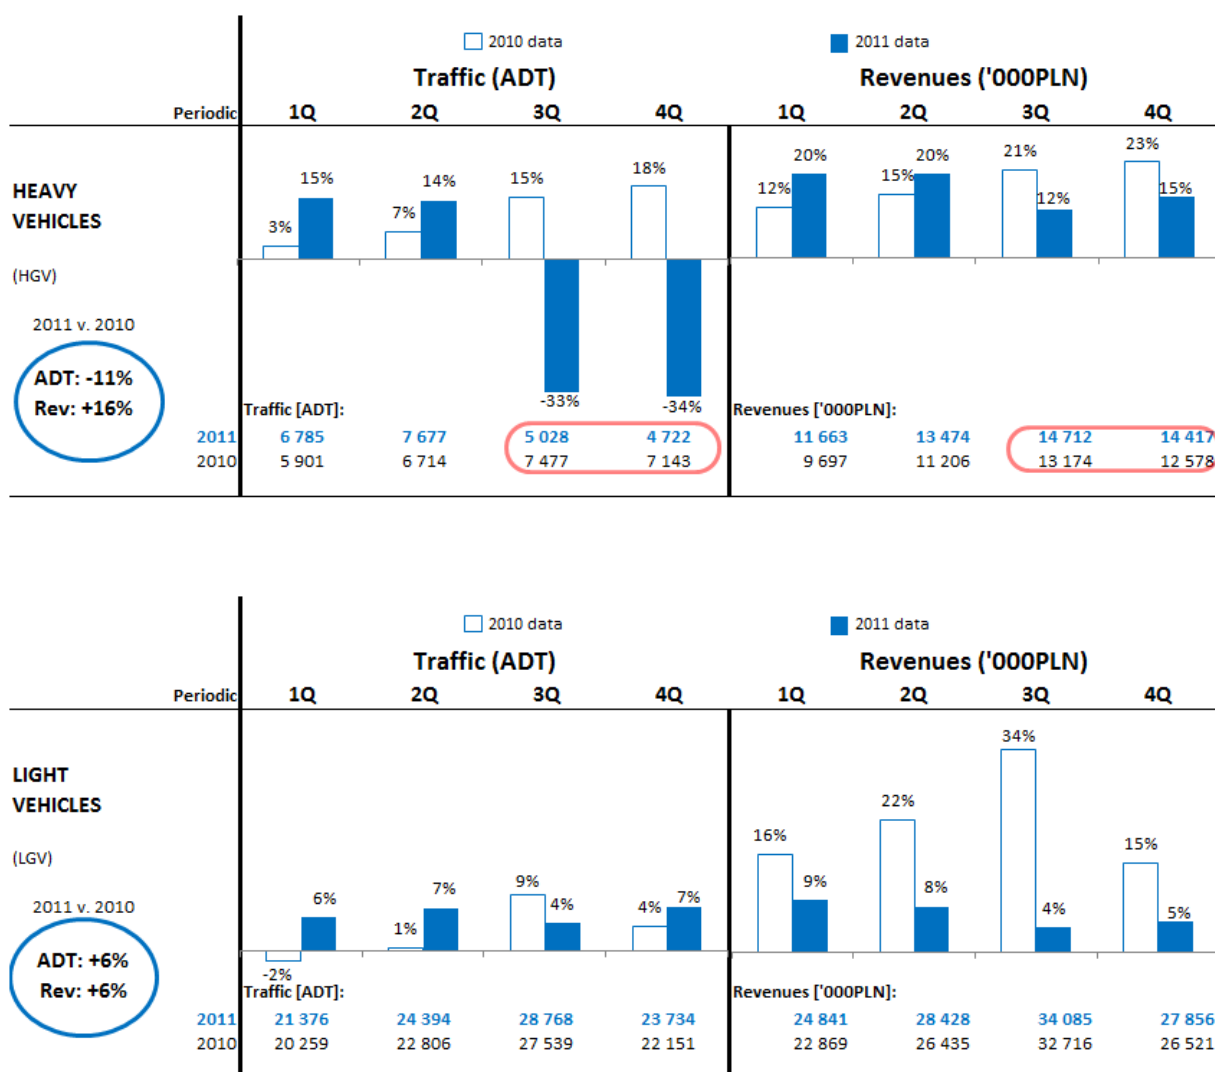 2010 data 2011 data
Traffic (ADT) Revenues ('000PLN)
Periodic 1Q 2Q 3Q 4Q 1Q 2Q 3Q 4Q
3% 15% 7% 14% 15% 18% 12% 20% 15% 20% 21% 12% 23% 15%
HEAVY
VEHICLES
(HGV)
2011 v. 2010
ADT: -11%
Rev: +16%
-33% -34%
Traffic [ADT]: Revenues ['000PLN]:
2011 6 785 7 677 5 028 4 722 11 663 13 474 14 712 14 417
2010 5 901 6 714 7 477 7 143 9 697 11 206 13 174 12 578
2010 data 2011 data
Traffic (ADT) Revenues ('000PLN)
Periodic 1Q 2Q 3Q 4Q 1Q 2Q 3Q 4Q
LIGHT
VEHICLES
(LGV)
-2% 6% 1% 7% 9% 4% 4% 7% 16% 9% 22% 8% 34% 4% 15% 5%
2011 v. 2010
ADT: +6%
Rev: +6%
Traffic [ADT]: Revenues ['000PLN]:
2011 21 376 24 394 28 768 23 734 24 841 28 428 34 085 27 856
2010 20 259 22 806 27 539 22 151 22 869 26 435 32 716 26 521